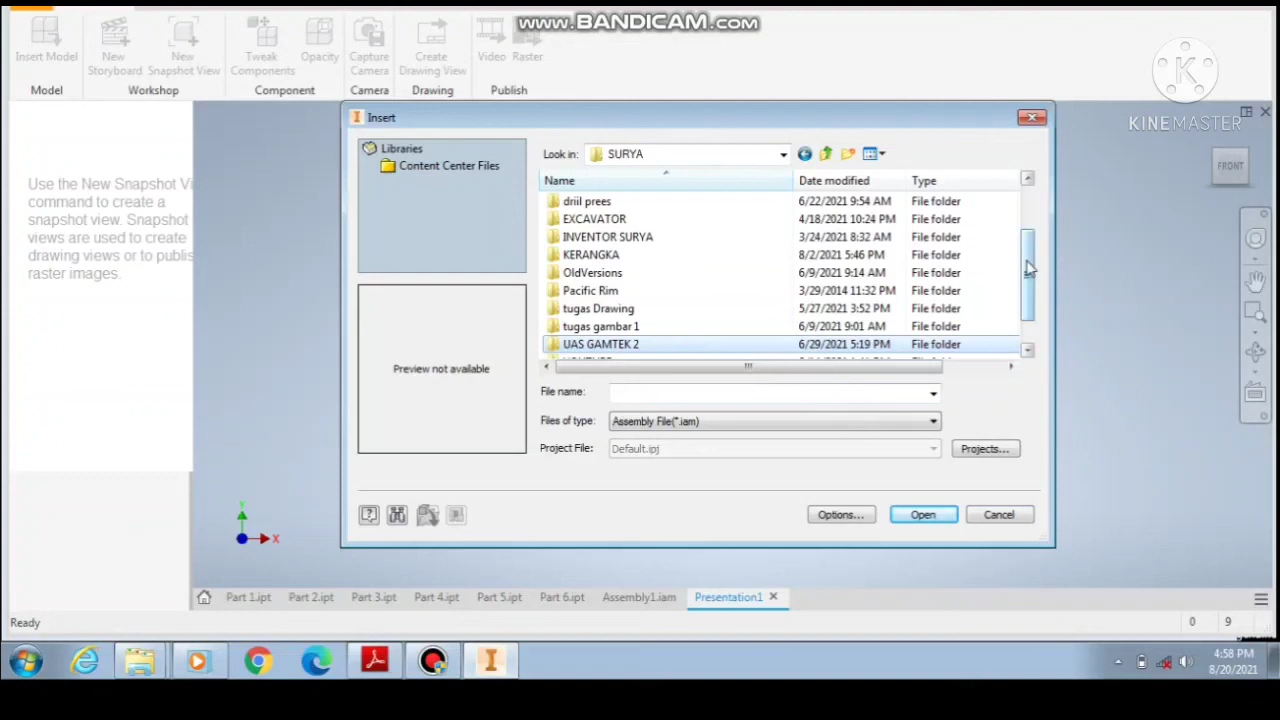 www.BANDICAM.com
Insert Model
New Storyboard
New Snapshot View
Tweak Components
Opacity
Capture Camera
Create Drawing View
Video
Raster
Model
Workshop
Component
Camera
Drawing
Publish
K
KINEMASTER
Insert
Libraries
Content Center Files
Look in:
SURYA
Name
Date modified
Type
driil prees 6/22/2021 9:54 AM File folder
EXCAVATOR 4/18/2021 10:24 PM File folder
INVENTOR SURYA 3/24/2021 8:32 AM File folder
KERANGKA 8/2/2021 5:46 PM File folder
OldVersions 6/9/2021 9:14 AM File folder
Pacific Rim 3/29/2014 11:32 PM File folder
tugas Drawing 5/27/2021 3:52 PM File folder
tugas gambar 1 6/9/2021 9:01 AM File folder
UAS GAMTEK 2 6/29/2021 5:19 PM File folder
Use the New Snapshot Vi
command to create a
snapshot view. Snapshot
views are used to create
drawing views or to publis
raster images.
FRONT
Preview not available
File name:
Files of type: Assembly File(*.iam)
Project File: Default.ipj
Projects...
Options...
Open
Cancel
Y
X
Part 1.ipt
Part 2.ipt
Part 3.ipt
Part 4.ipt
Part 5.ipt
Part 6.ipt
Assembly1.iam
Presentation1
Ready
0
9
4:58 PM
8/20/2021